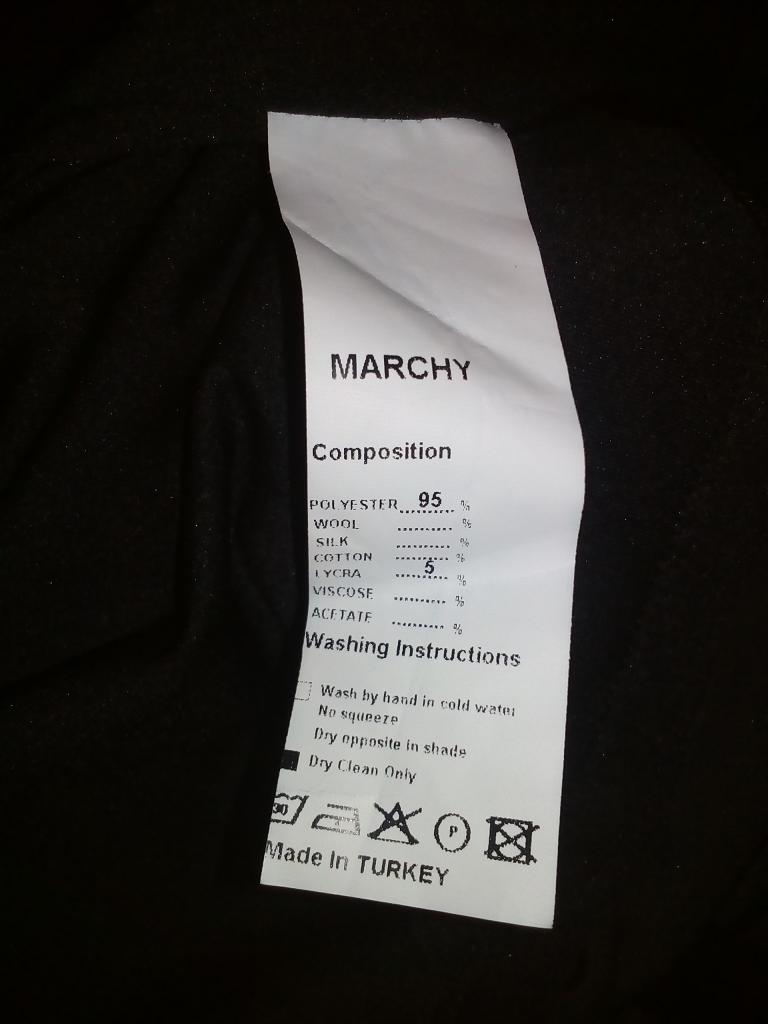 MARCHY
Composition
POLYESTER 95 %
WOOL ........... %
SILK ........... %
COTTON ........... %
LYCRA 5 %
VISCOSE ........... %
ACETATE ........... %
Washing Instructions
Wash by hand in cold water
No squeeze
Dry opposite in shade
Dry Clean Only
30 P
Made In TURKEY